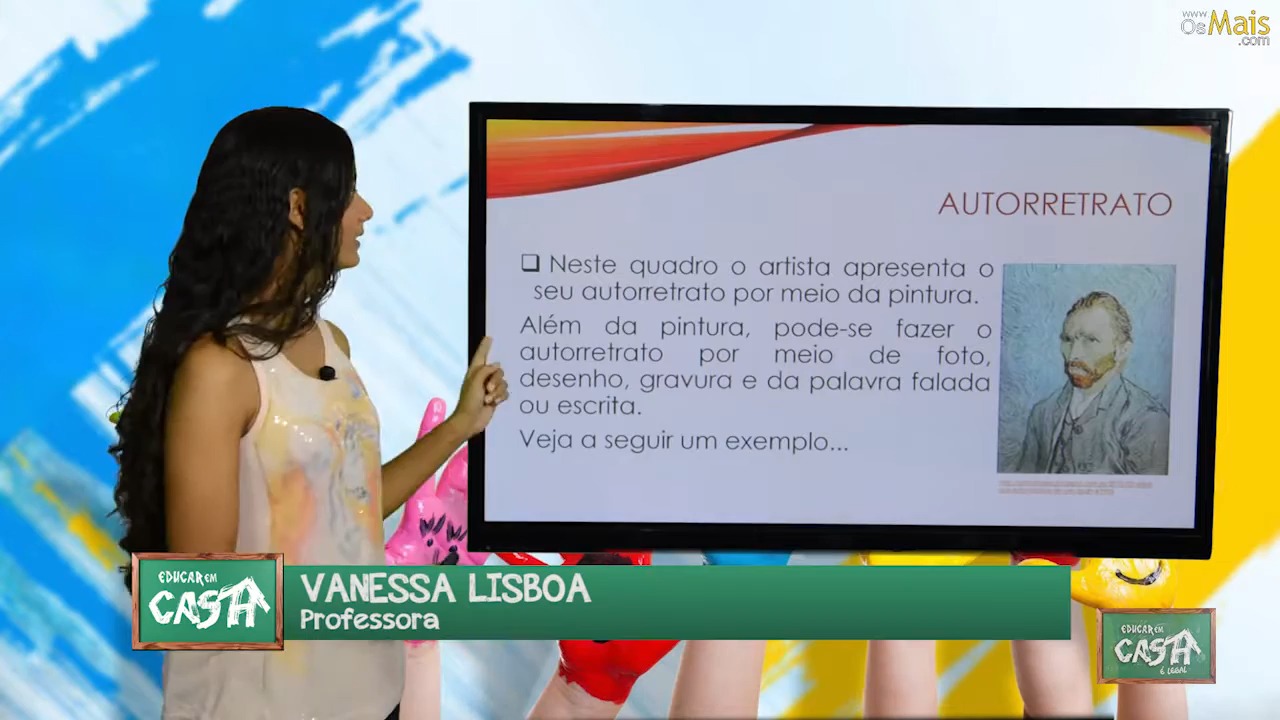 www
OsMais
.com
AUTORRETRATO
Neste quadro o artista apresenta o
seu autorretrato por meio da pintura.
Além da pintura, pode-se fazer o
autorretrato por meio de foto,
desenho, gravura e da palavra falada
ou escrita.
Veja a seguir um exemplo...
EDUCAR EM
CASA
VANESSA LISBOA
Professora
EDUCAR EM
CASA
É LEGAL